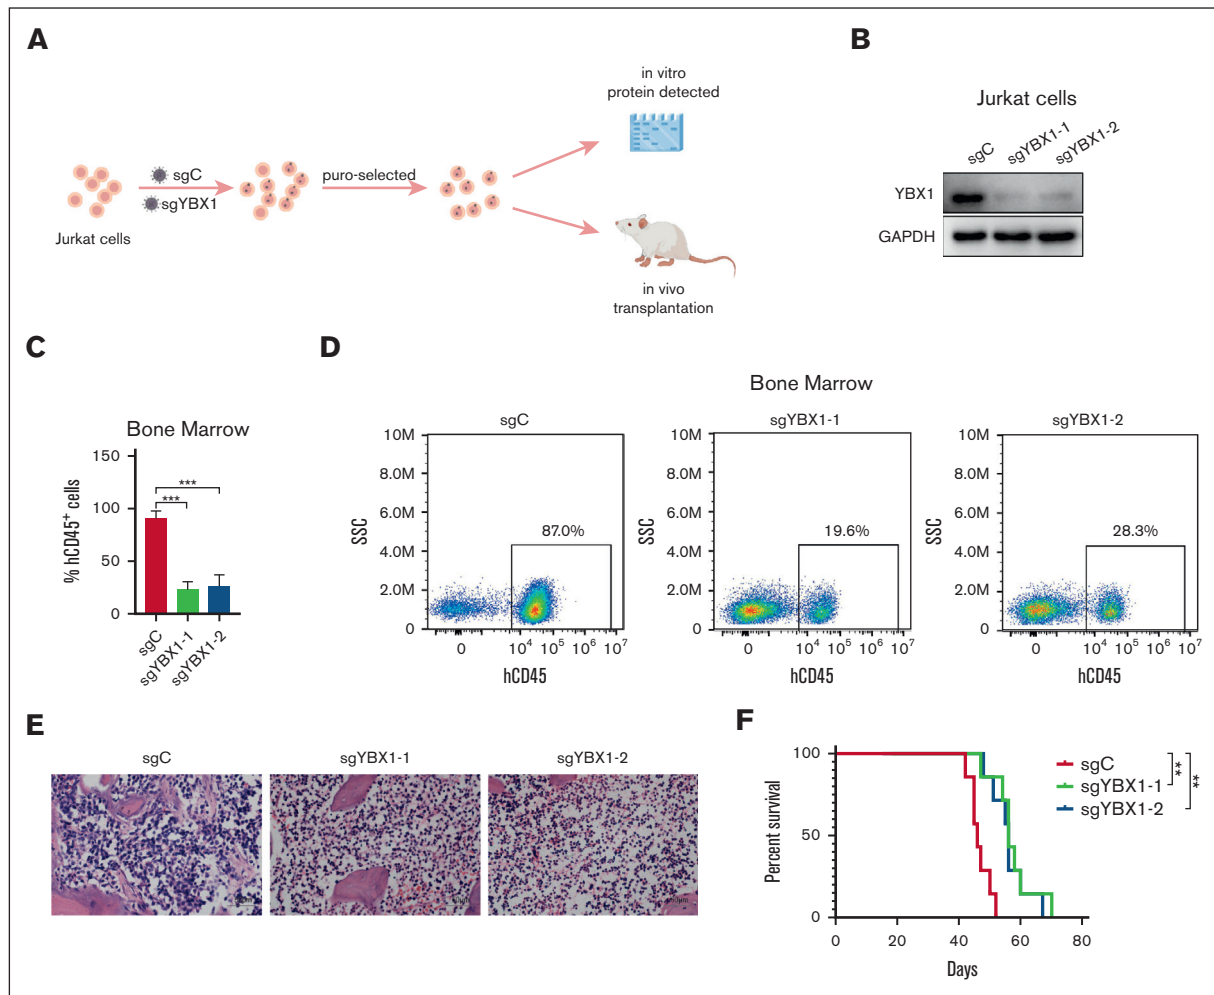 A
in vitro
protein detected
sgC
sgYBX1
puro-selected
Jurkat cells
in vivo
transplantation
B
Jurkat cells
sgC
sgYBX1-1
sgYBX1-2
YBX1
GAPDH
C
Bone Marrow
% hCD45+ cells
150
100
50
0
***
***
sgC
sgYBX1-1
sgYBX1-2
D
Bone Marrow
sgC
SSC
10M
8.0M
6.0M
4.0M
2.0M
0
87.0%
0 10^4 10^5 10^6 10^7
hCD45
sgYBX1-1
SSC
10M
8.0M
6.0M
4.0M
2.0M
0
19.6%
0 10^4 10^5 10^6 10^7
hCD45
sgYBX1-2
SSC
10M
8.0M
6.0M
4.0M
2.0M
0
28.3%
0 10^4 10^5 10^6 10^7
hCD45
E
sgC
sgYBX1-1
sgYBX1-2
F
Percent survival
100
50
0
0 20 40 60 80
Days
sgC
sgYBX1-1
sgYBX1-2
**
**